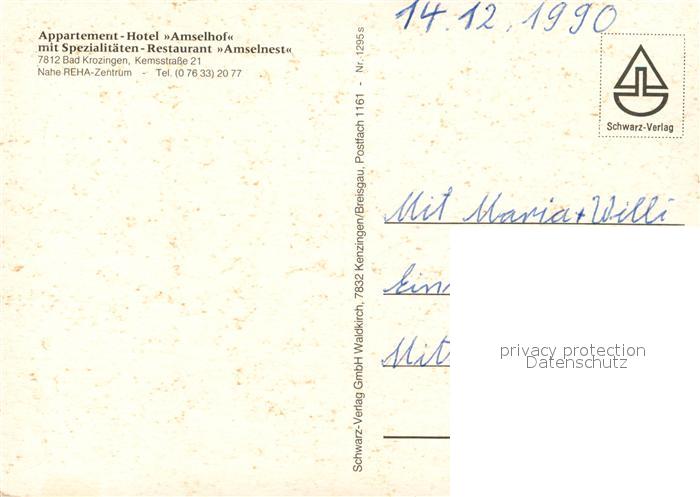 Appartement-Hotel »Amselhof«
mit Spezialitäten-Restaurant »Amselnest«
7812 Bad Krozingen, Kemsstraße 21
Nahe REHA-Zentrum - Tel. (0 76 33) 20 77
Schwarz-Verlag GmbH Waldkirch, 7832 Kenzingen/Breisgau, Postfach 1161 - Nr. 1295 s
14.12.1990
Schwarz-Verlag
Mit Maria + Willi
Mit
privacy protection
Datenschutz